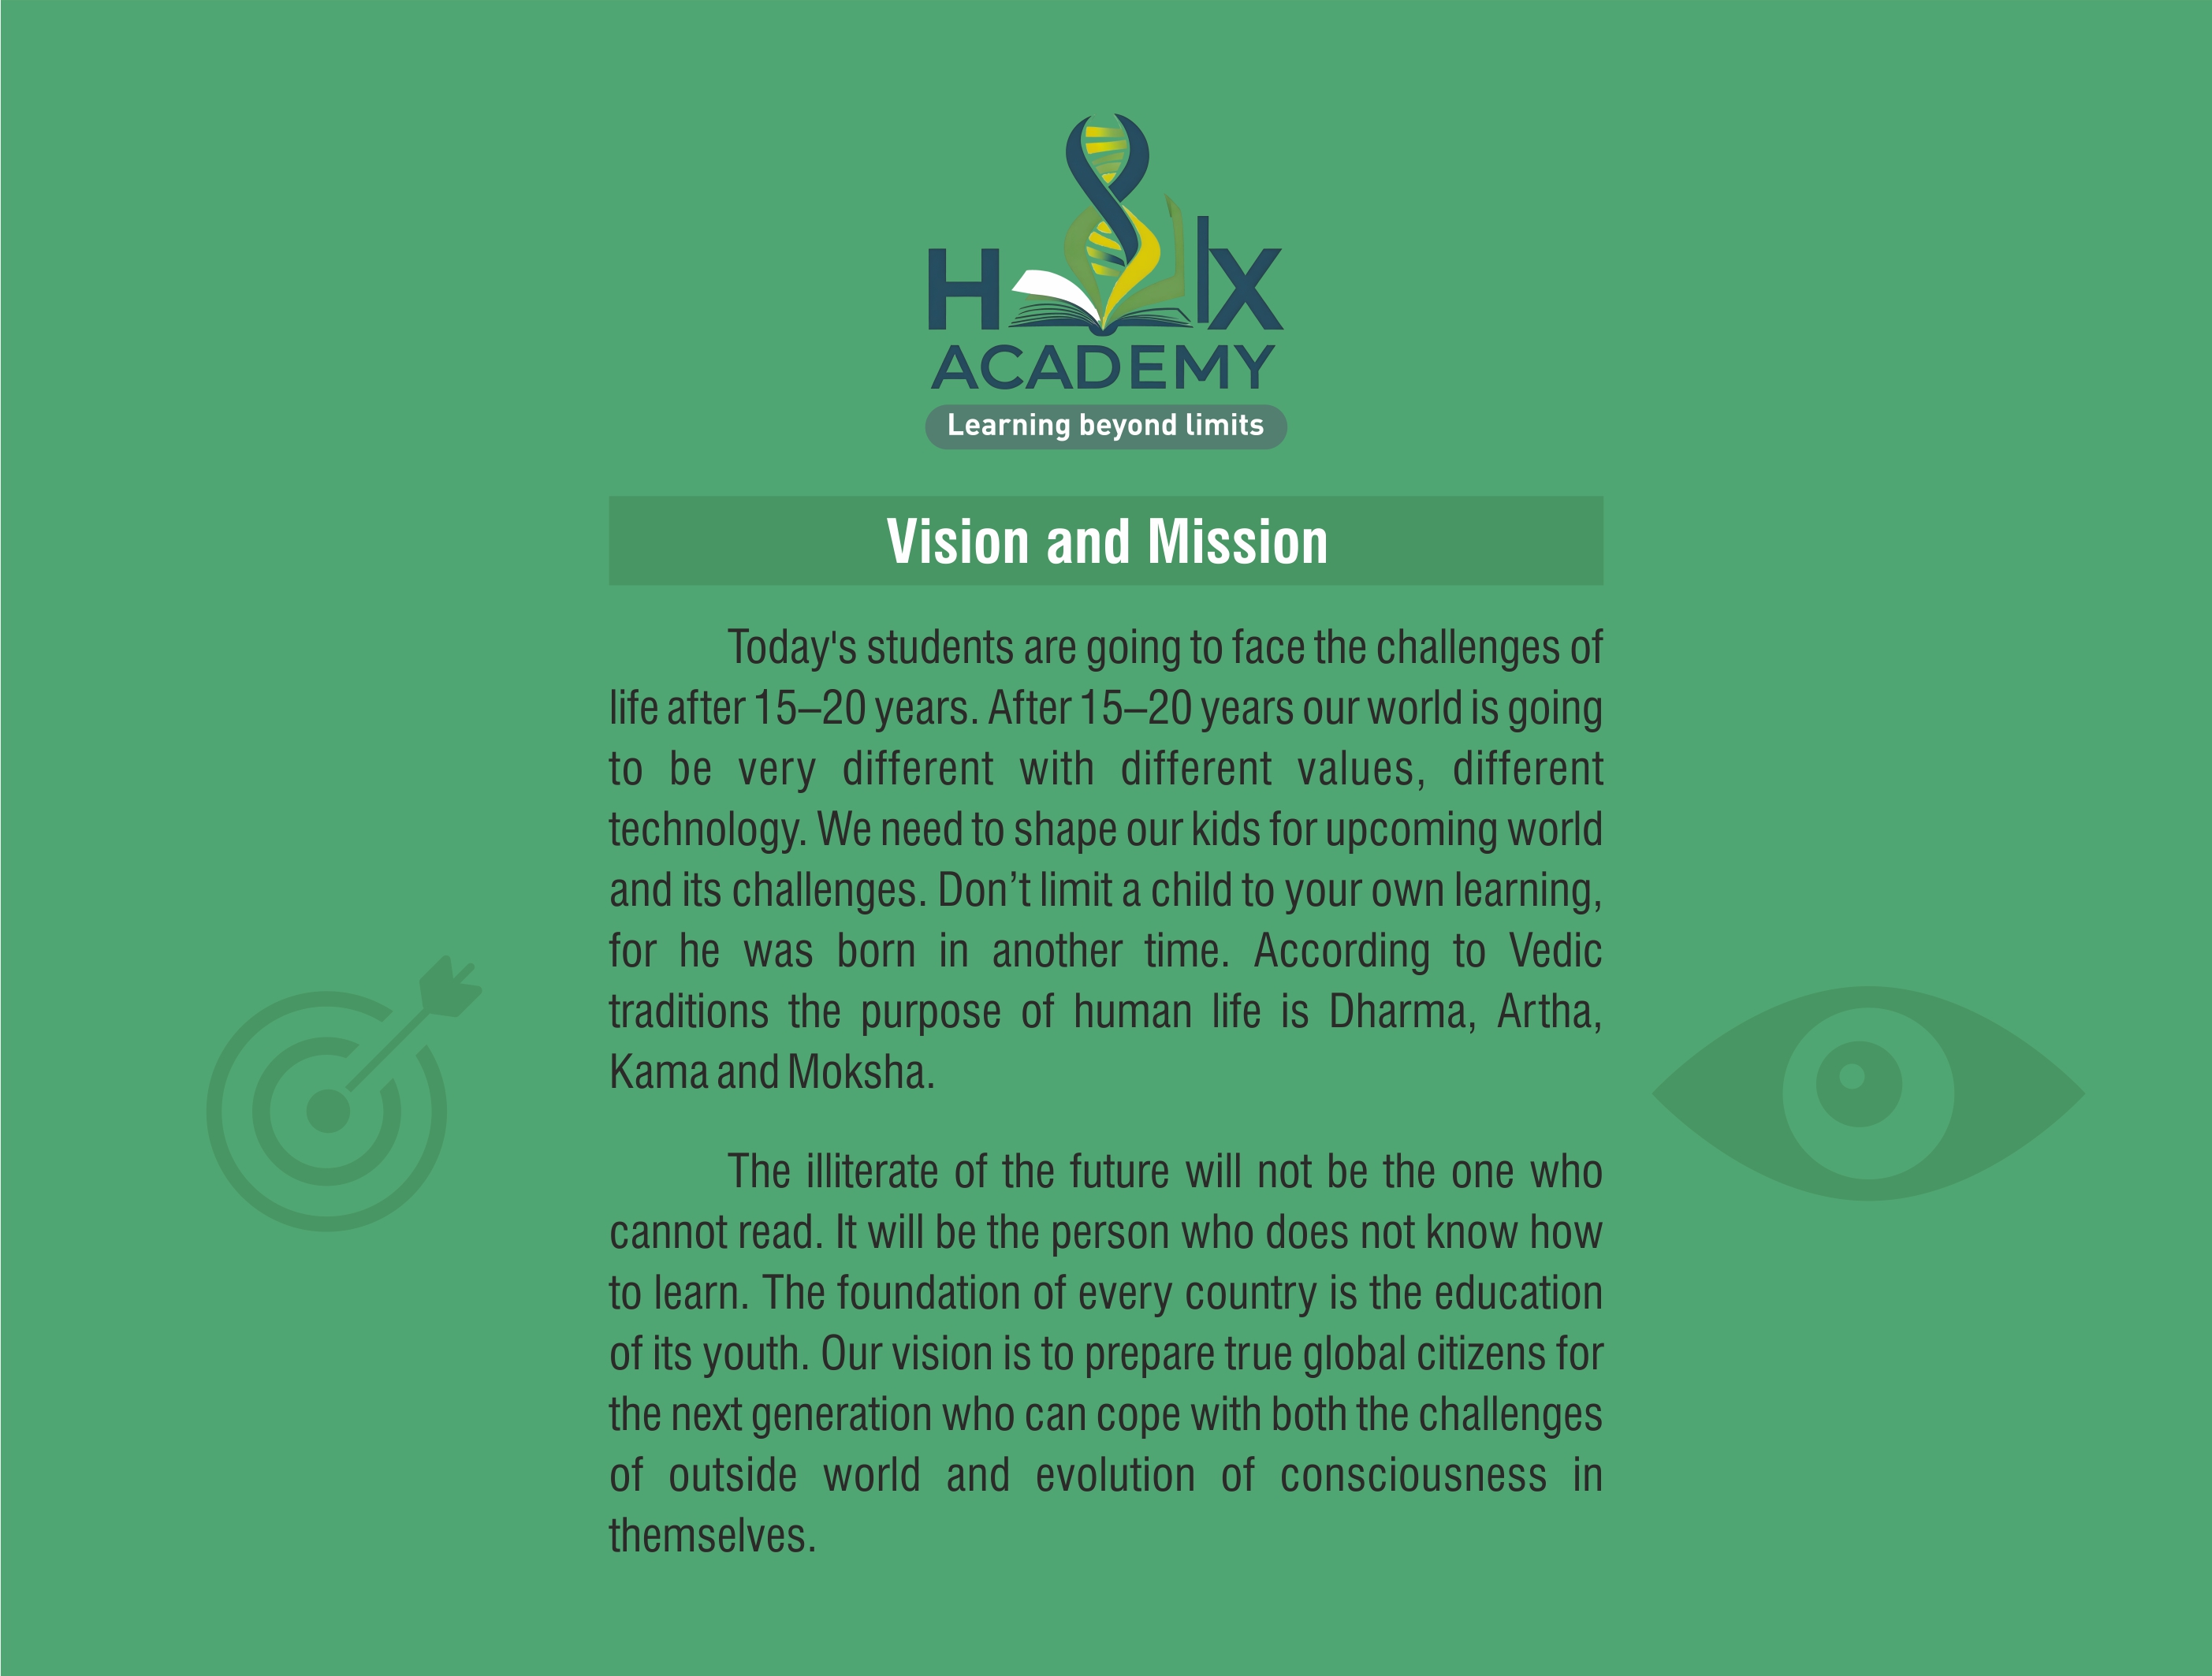 HelIx
ACADEMY
Learning beyond limits
Vision and Mission
Today's students are going to face the challenges of
life after 15–20 years. After 15–20 years our world is going
to be very different with different values, different
technology. We need to shape our kids for upcoming world
and its challenges. Don’t limit a child to your own learning,
for he was born in another time. According to Vedic
traditions the purpose of human life is Dharma, Artha,
Kama and Moksha.
The illiterate of the future will not be the one who
cannot read. It will be the person who does not know how
to learn. The foundation of every country is the education
of its youth. Our vision is to prepare true global citizens for
the next generation who can cope with both the challenges
of outside world and evolution of consciousness in
themselves.